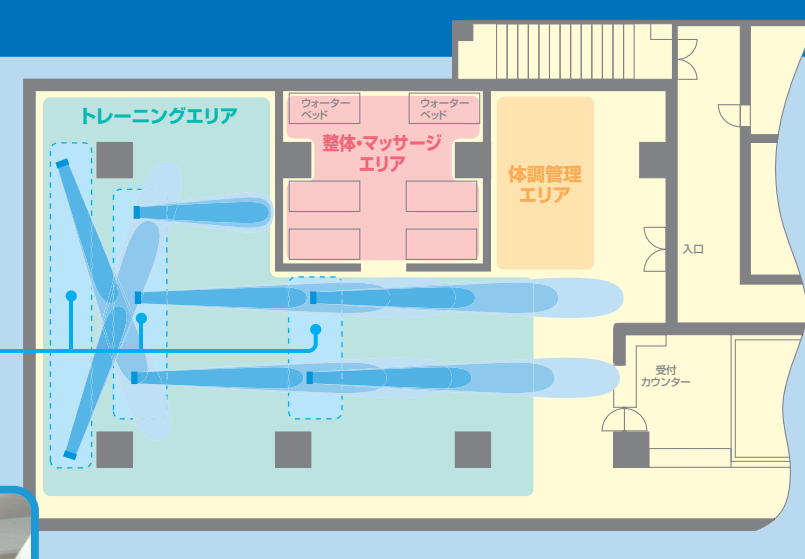 トレーニングエリア
ウォーター
ベッド
ウォーター
ベッド
整体・マッサージ
エリア
体調管理
エリア
入口
受付
カウンター